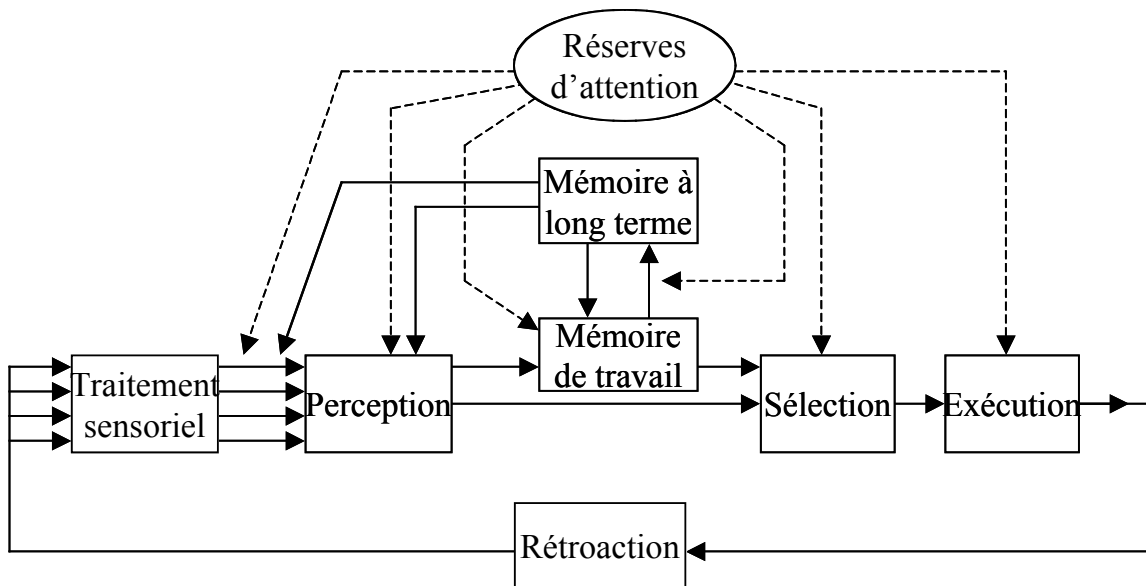 Réserves
d’attention
Mémoire à
long terme
Mémoire
de travail
Traitement
sensoriel
Perception
Sélection
Exécution
Rétroaction